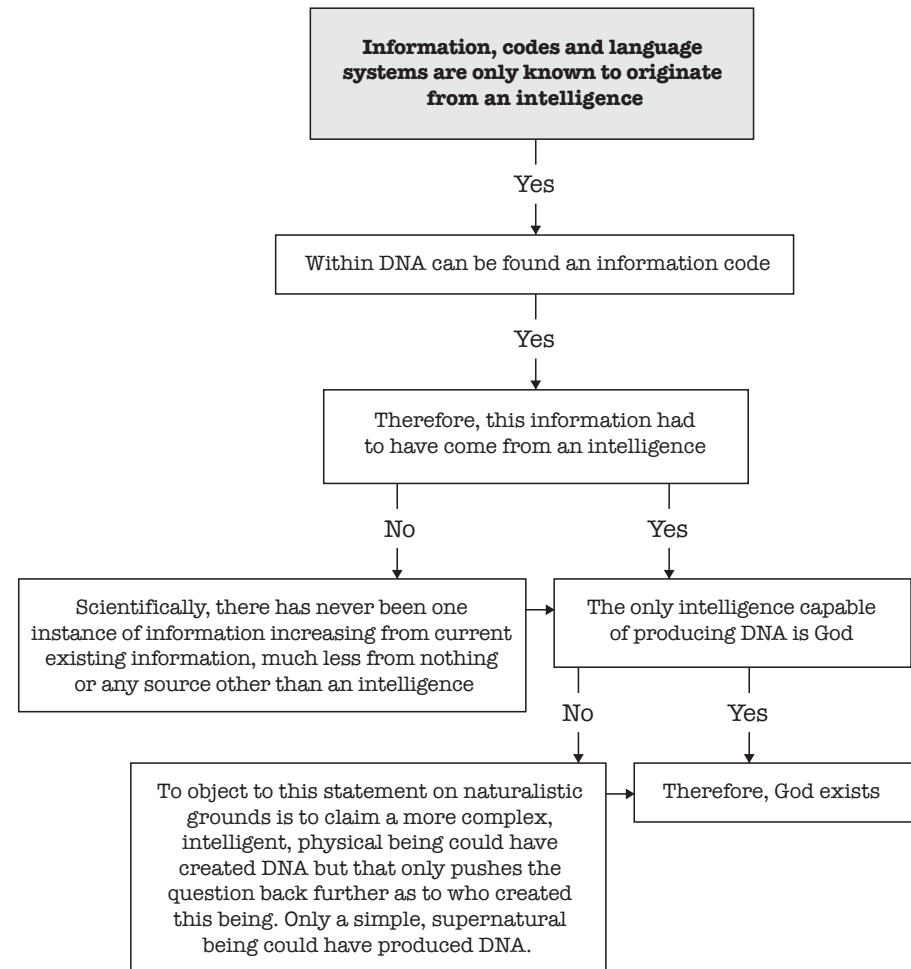 Information, codes and language
systems are only known to originate
from an intelligence
Yes
Within DNA can be found an information code
Yes
Therefore, this information had
to have come from an intelligence
No
Yes
Scientifically, there has never been one
instance of information increasing from current
existing information, much less from nothing
or any source other than an intelligence
The only intelligence capable
of producing DNA is God
No
Yes
To object to this statement on naturalistic
grounds is to claim a more complex,
intelligent, physical being could have
created DNA but that only pushes the
question back further as to who created
this being. Only a simple, supernatural
being could have produced DNA.
Therefore, God exists